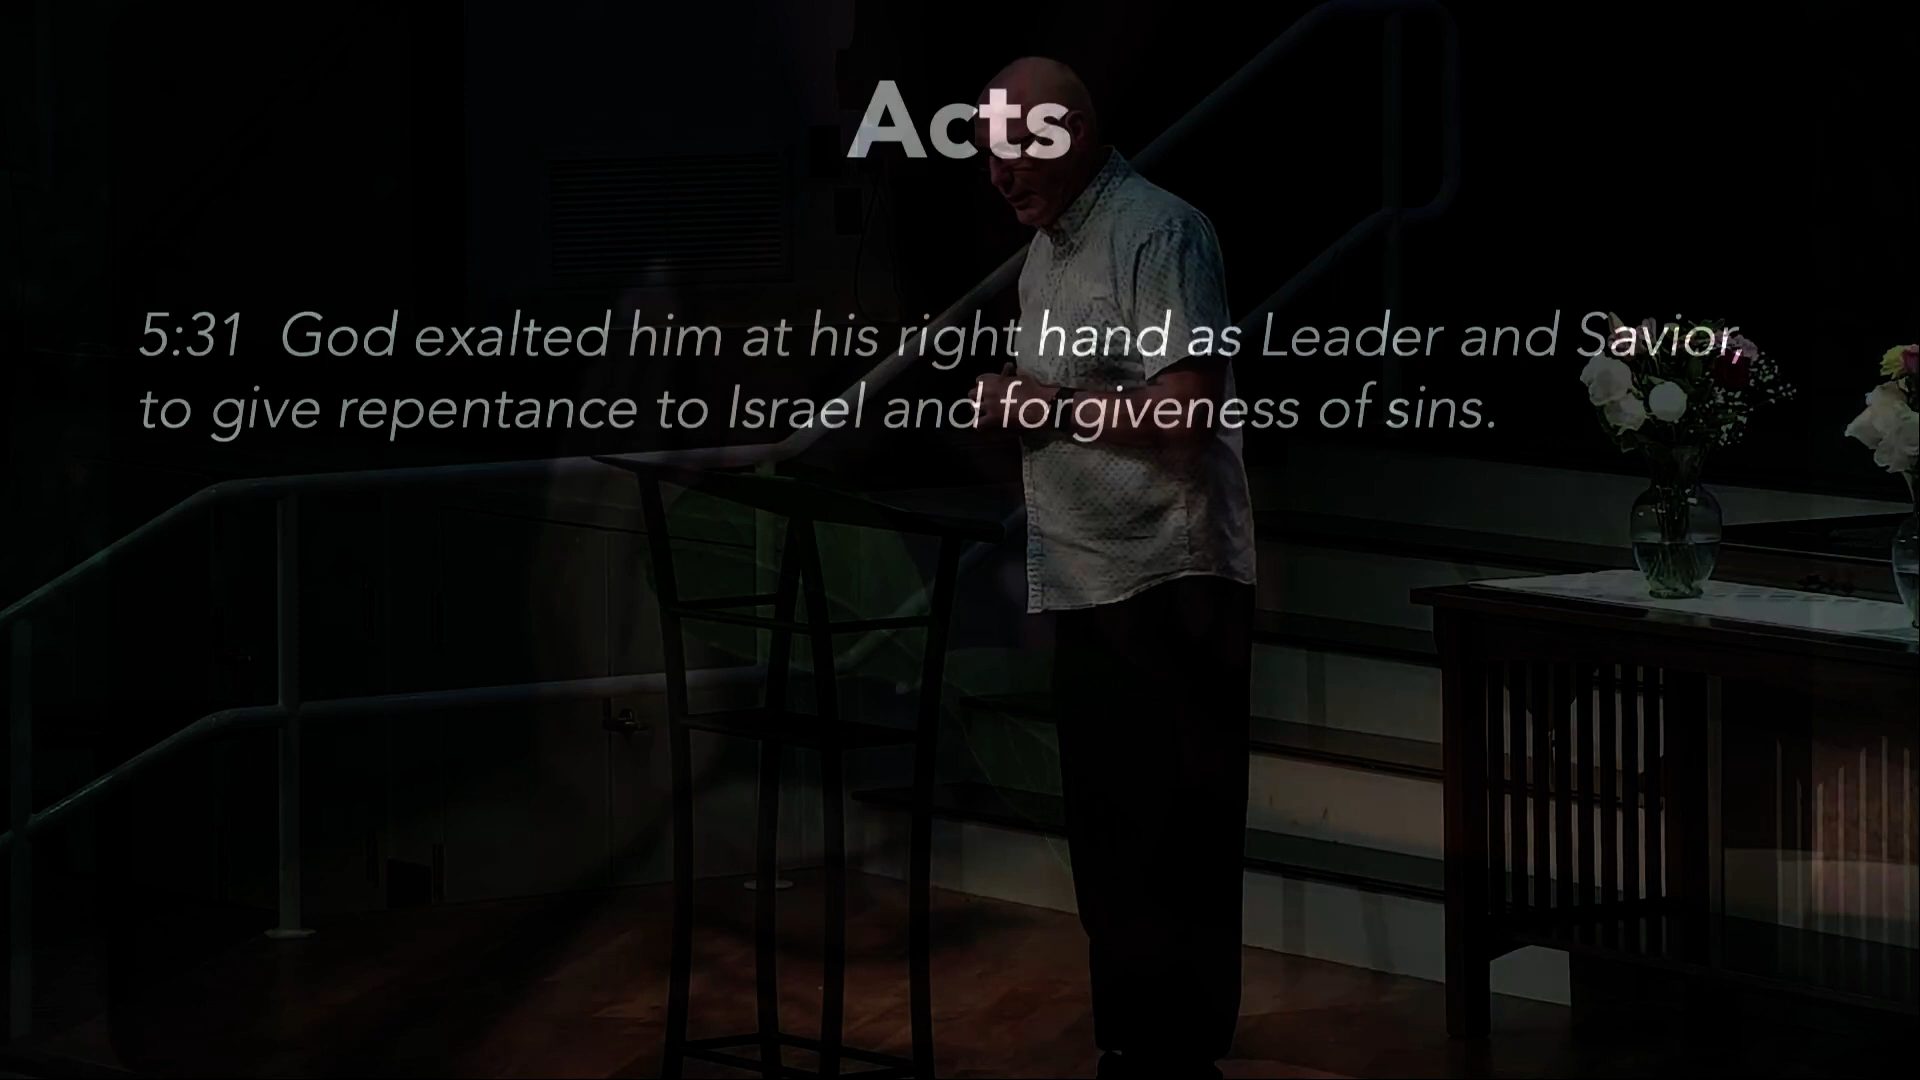 Acts
5:31 God exalted him at his right hand as Leader and Savior,
to give repentance to Israel and forgiveness of sins.